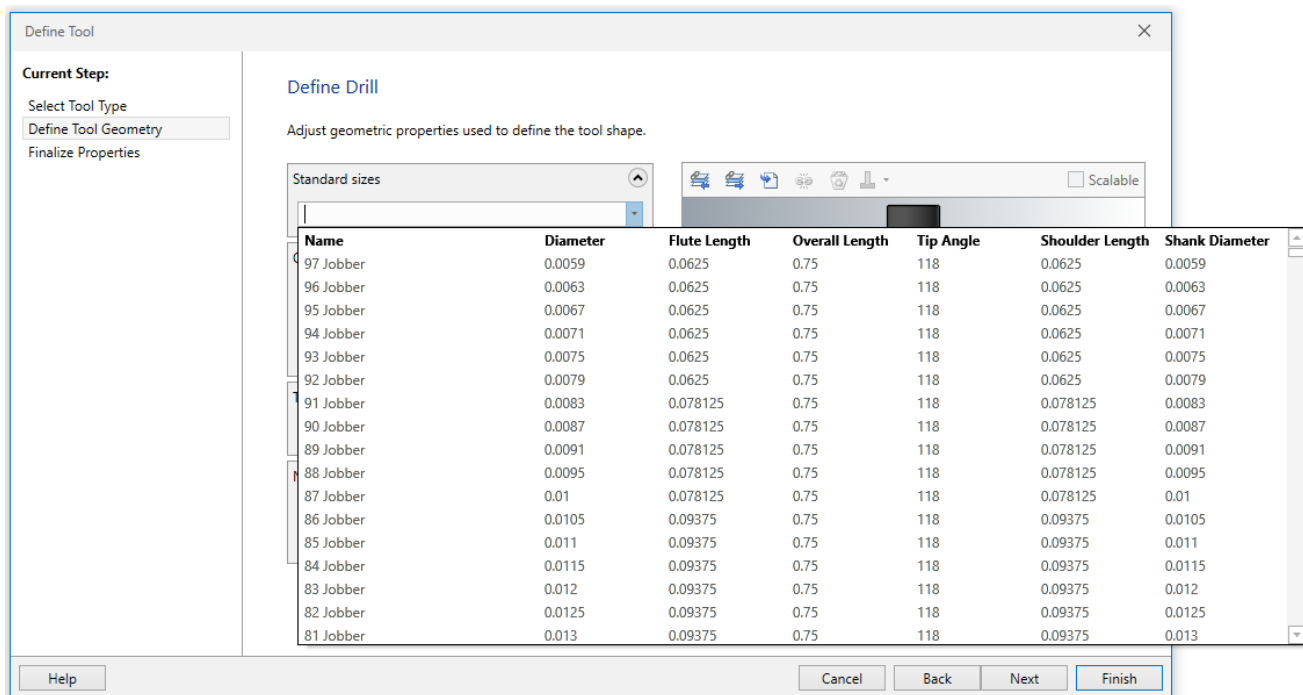 Define Tool
Current Step:
Select Tool Type
Define Tool Geometry
Finalize Properties
Define Drill
Adjust geometric properties used to define the tool shape.
Standard sizes
Scalable
Name Diameter Flute Length Overall Length Tip Angle Shoulder Length Shank Diameter
97 Jobber 0.0059 0.0625 0.75 118 0.0625 0.0059
96 Jobber 0.0063 0.0625 0.75 118 0.0625 0.0063
95 Jobber 0.0067 0.0625 0.75 118 0.0625 0.0067
94 Jobber 0.0071 0.0625 0.75 118 0.0625 0.0071
93 Jobber 0.0075 0.0625 0.75 118 0.0625 0.0075
92 Jobber 0.0079 0.0625 0.75 118 0.0625 0.0079
91 Jobber 0.0083 0.078125 0.75 118 0.078125 0.0083
90 Jobber 0.0087 0.078125 0.75 118 0.078125 0.0087
89 Jobber 0.0091 0.078125 0.75 118 0.078125 0.0091
88 Jobber 0.0095 0.078125 0.75 118 0.078125 0.0095
87 Jobber 0.01 0.078125 0.75 118 0.078125 0.01
86 Jobber 0.0105 0.09375 0.75 118 0.09375 0.0105
85 Jobber 0.011 0.09375 0.75 118 0.09375 0.011
84 Jobber 0.0115 0.09375 0.75 118 0.09375 0.0115
83 Jobber 0.012 0.09375 0.75 118 0.09375 0.012
82 Jobber 0.0125 0.09375 0.75 118 0.09375 0.0125
81 Jobber 0.013 0.09375 0.75 118 0.09375 0.013
Help Cancel Back Next Finish